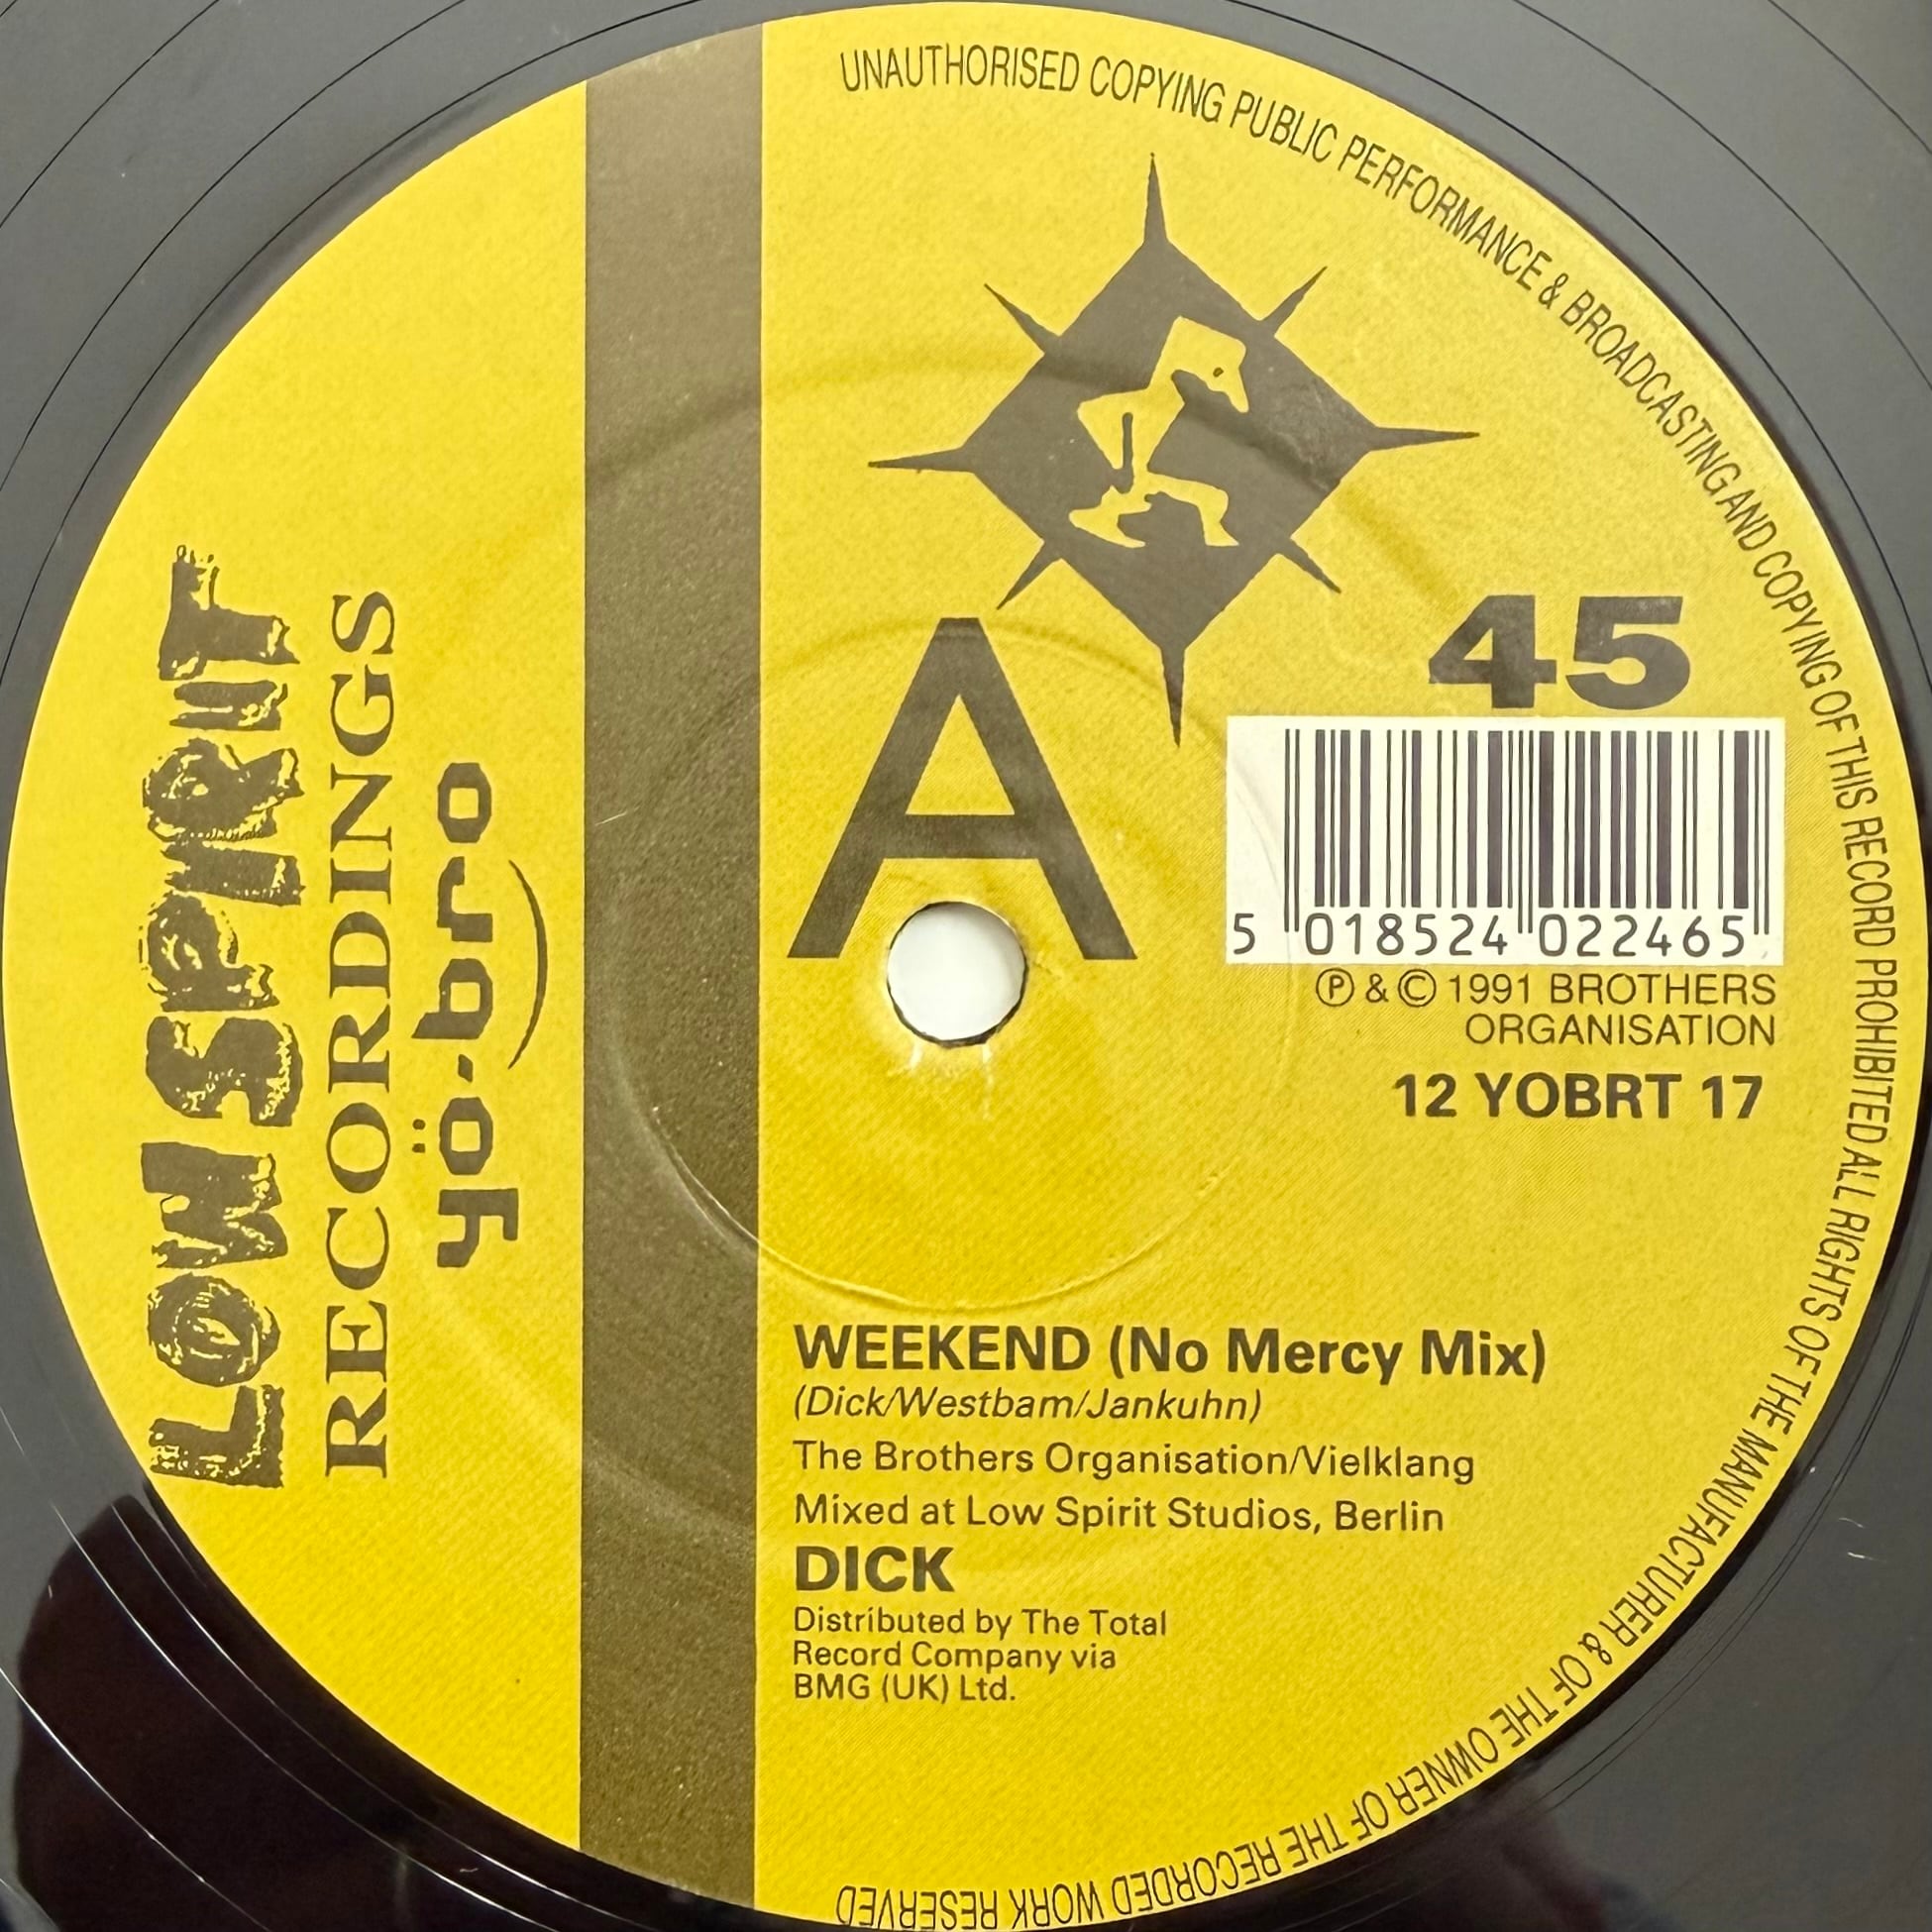 UNAUTHORISED COPYING PUBLIC PERFORMANCE & BROADCASTING AND COPYING OF THIS RECORD PROHIBITED ALL RIGHTS OF THE MANUFACTURER & OF THE OWNER OF THE RECORDED WORK RESERVED
LOW SPIRIT
RECORDINGS
yö-bro
A
45
5 018524 022465
Ⓟ & © 1991 BROTHERS
ORGANISATION
12 YOBRT 17
WEEKEND (No Mercy Mix)
(Dick/Westbam/Jankuhn)
The Brothers Organisation/Vielklang
Mixed at Low Spirit Studios, Berlin
DICK
Distributed by The Total
Record Company via
BMG (UK) Ltd.